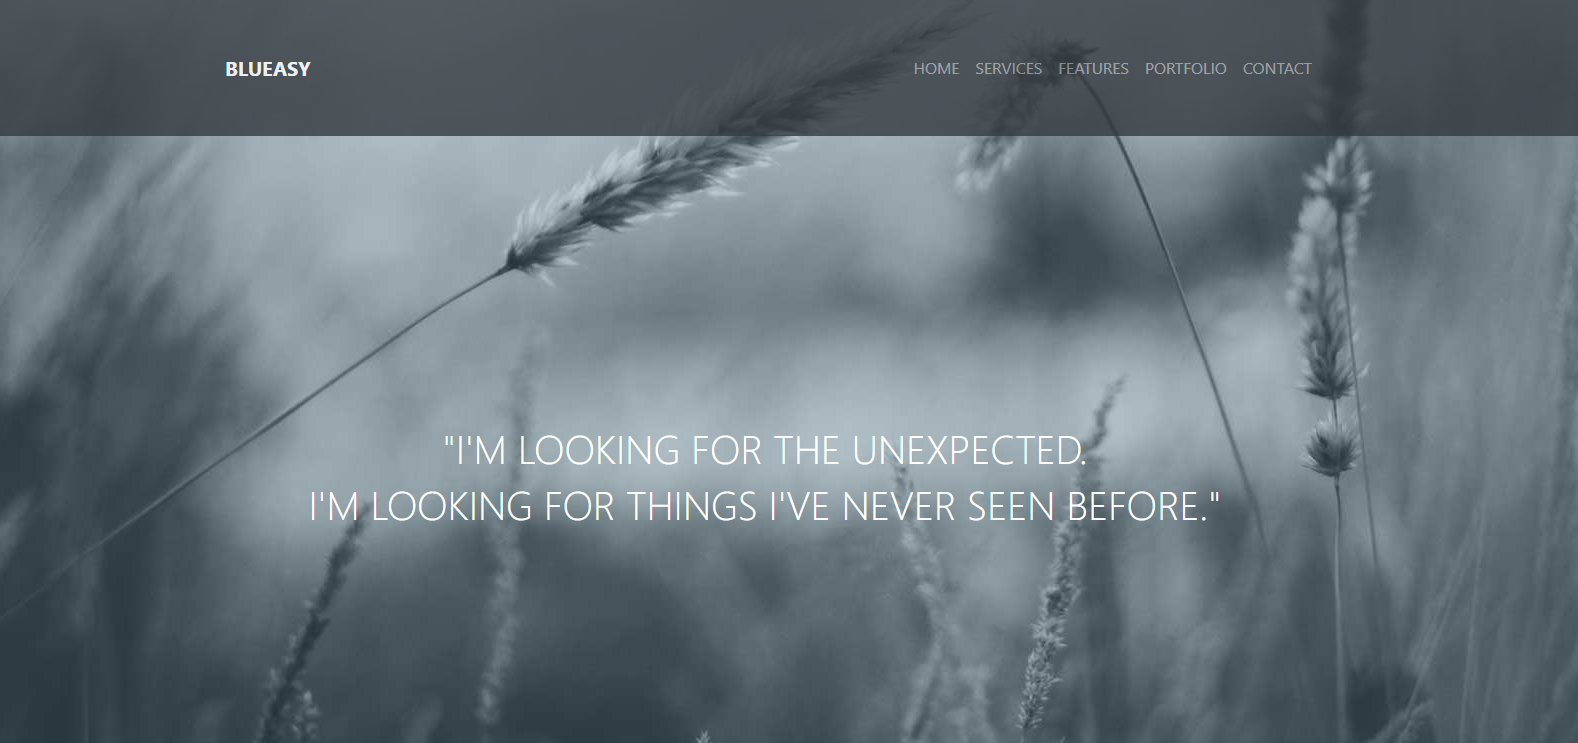 BLUEASY
HOME SERVICES FEATURES PORTFOLIO CONTACT
"I'M LOOKING FOR THE UNEXPECTED.
I'M LOOKING FOR THINGS I'VE NEVER SEEN BEFORE."